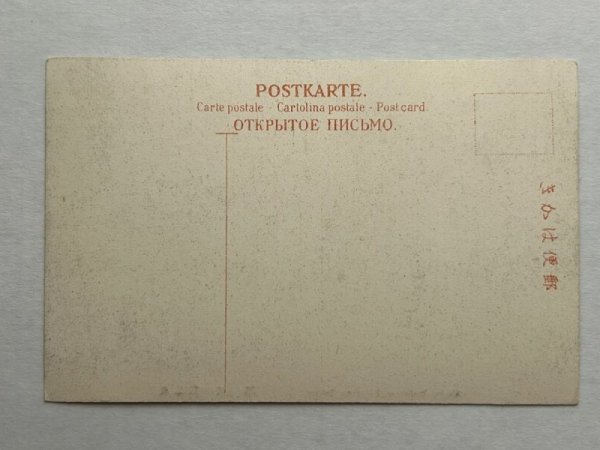 POSTKARTE.
Carte postale - Cartolina postale - Post card.
ОТКРЫТОЕ ПИСЬМО.
きかは便郵